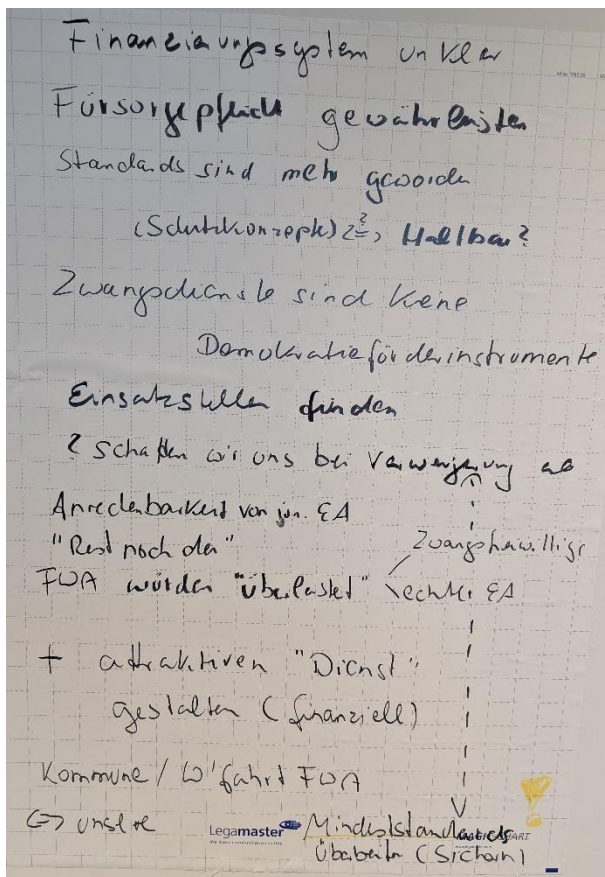 Finanzierungssystem unklar
Fürsorgepflicht gewährleisten
Standards sind mehr geworden
(Schutzkonzepte) ?=> Haltbar?
Zwangsdienste sind keine
Demokratieförderinstrumente
Einsatzstellen finden
? schaffen wir uns bei Verweigerung ab
Anrechenbarkeit von jur. EA
"Rest noch da"
Zwangsfreiwillige
FWA würden "überlastet" \ echter EA
+ attraktiven "Dienst"
gestalten (finanziell)
Kommune / W'fahrt FWA
<=> unsere
Legamaster
Mindeststandards
überarbeiten (Sichern)